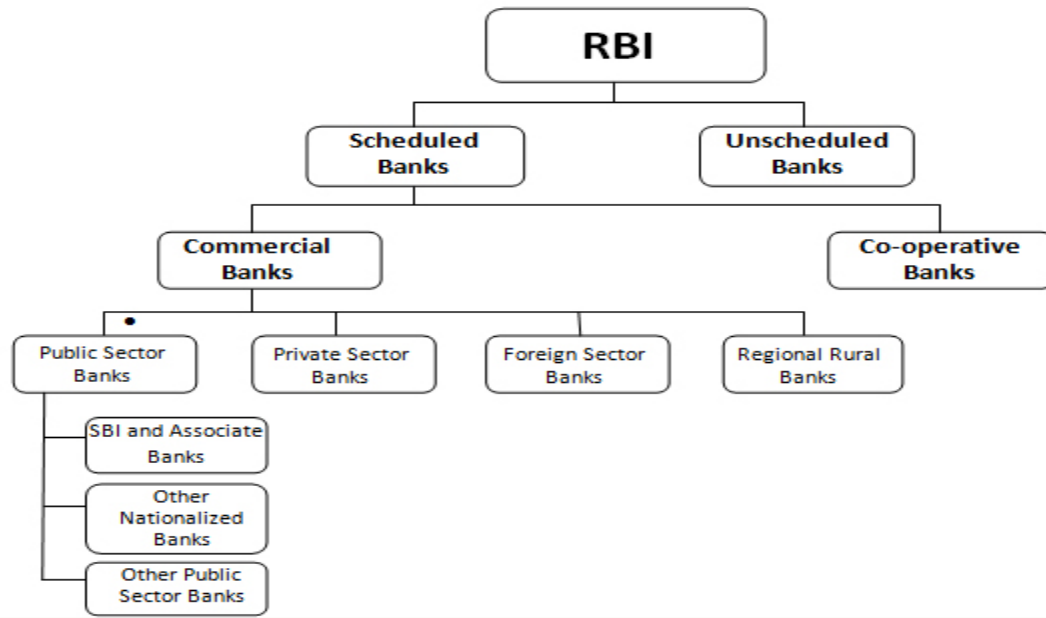 RBI
Scheduled
Banks
Unscheduled
Banks
Commercial
Banks
Co-operative
Banks
Public Sector
Banks
Private Sector
Banks
Foreign Sector
Banks
Regional Rural
Banks
SBI and Associate
Banks
Other
Nationalized
Banks
Other Public
Sector Banks